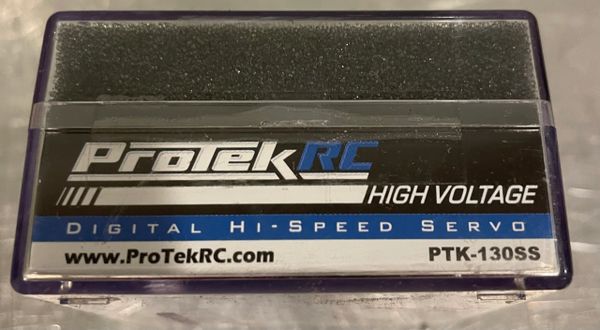 ProTekRC
HIGH VOLTAGE
DIGITAL HI-SPEED SERVO
www.ProTekRC.com PTK-130SS